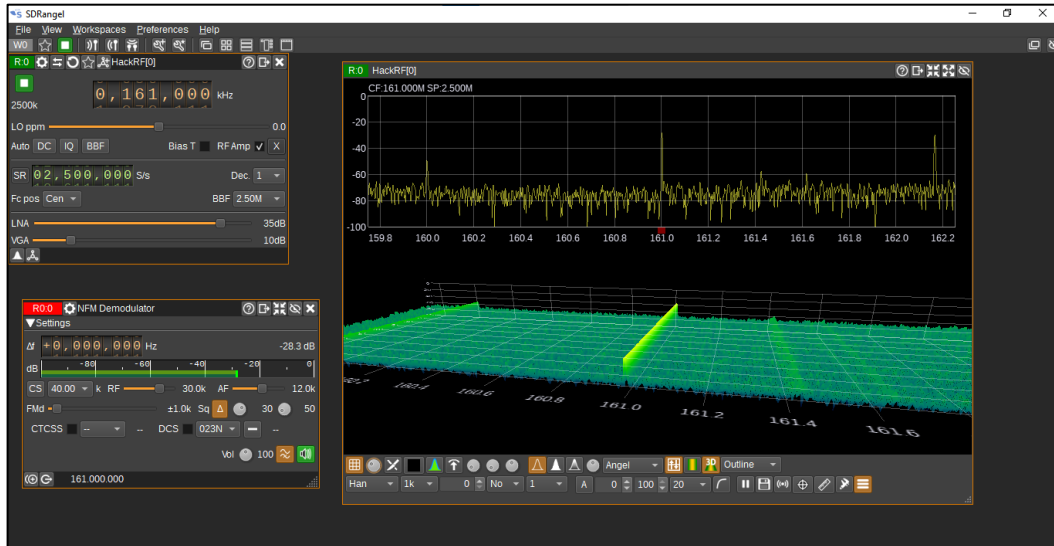 SDRangel
File View Workspaces Preferences Help
W0
R:0 HackRF[0]
2500k
0,161,000 kHz
LO ppm 0.0
Auto DC IQ BBF Bias T RF Amp X
SR 02,500,000 S/s Dec. 1
Fc pos Cen BBF 2.50M
LNA 35dB
VGA 10dB
R0:0 NFM Demodulator
Settings
Δf +0,000,000 Hz -28.3 dB
dB -80 -60 -40 -20 0
CS 40.00 k RF 30.0k AF 12.0k
FMd ±1.0k Sq Δ 30 50
CTCSS -- -- DCS 023N --
Vol 100
161.000.000
R:0 HackRF[0]
CF:161.000M SP:2.500M
0
-20
-40
-60
-80
-100
159.8 160.0 160.2 160.4 160.6 160.8 161.0 161.2 161.4 161.6 161.8 162.0 162.2
160.4 160.6 160.8 161.0 161.2 161.4 161.6
Angel 3D Outline
Han 1k 0 No 1 A 0 100 20